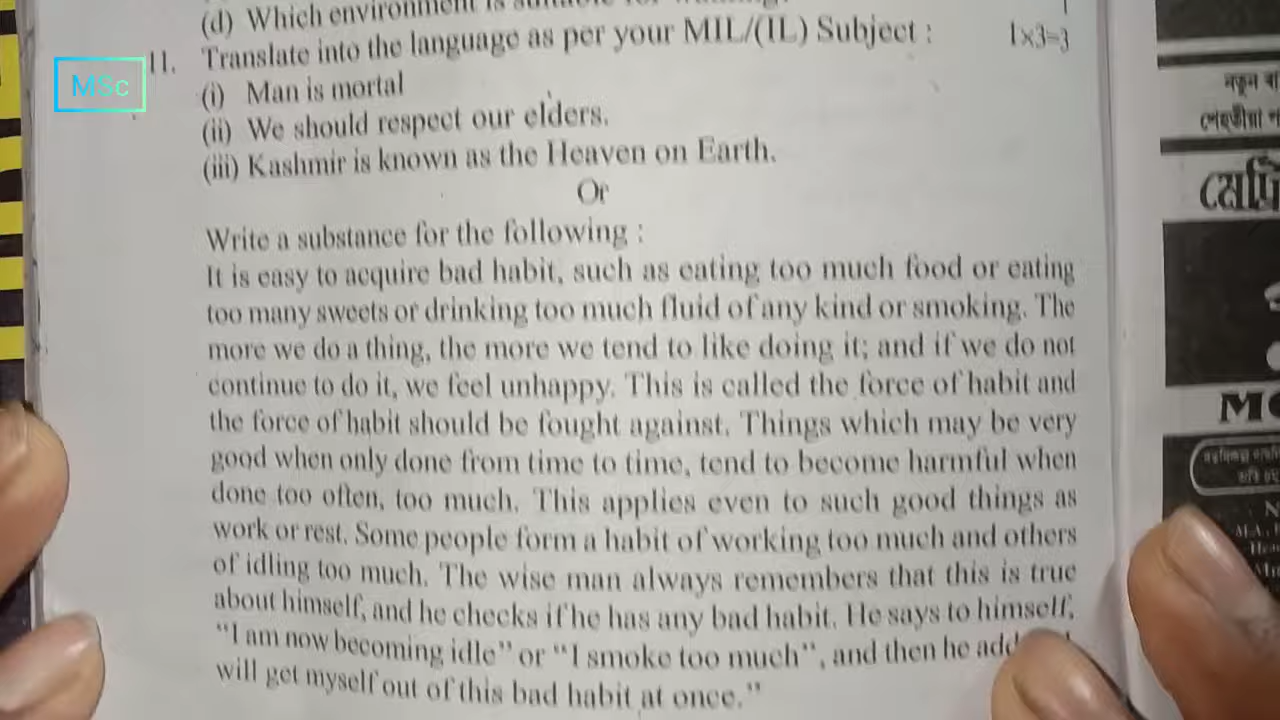 (d) Which environment is suitable for
11. Translate into the language as per your MIL/(IL) Subject : 1×3=3
MSc
(i) Man is mortal
(ii) We should respect our elders.
(iii) Kashmir is known as the Heaven on Earth.
Or
Write a substance for the following :
It is easy to acquire bad habit, such as eating too much food or eating
too many sweets or drinking too much fluid of any kind or smoking. The
more we do a thing, the more we tend to like doing it; and if we do not
continue to do it, we feel unhappy. This is called the force of habit and
the force of habit should be fought against. Things which may be very
good when only done from time to time, tend to become harmful when
done too often, too much. This applies even to such good things as
work or rest. Some people form a habit of working too much and others
of idling too much. The wise man always remembers that this is true
about himself, and he checks if he has any bad habit. He says to himself,
"I am now becoming idle" or "I smoke too much", and then he
will get myself out of this bad habit at once."
নতুন